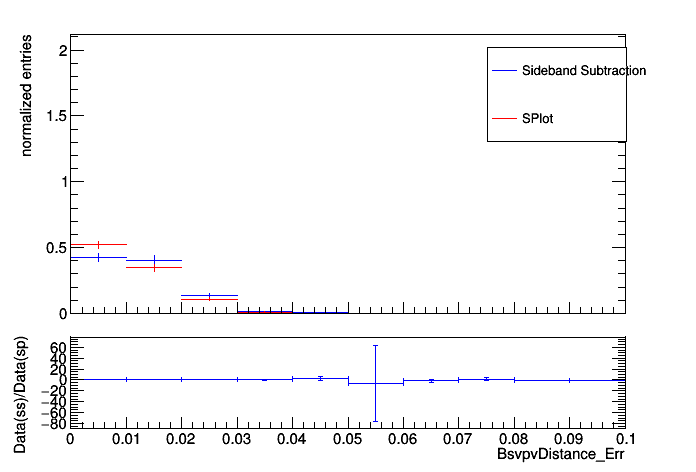 normalized entries
2
1.5
1
0.5
0
Sideband Subtraction
SPlot
Data(ss)/Data(sp)
60
40
20
0
−20
−40
−60
−80
0 0.01 0.02 0.03 0.04 0.05 0.06 0.07 0.08 0.09 0.1
BsvpvDistance_Err